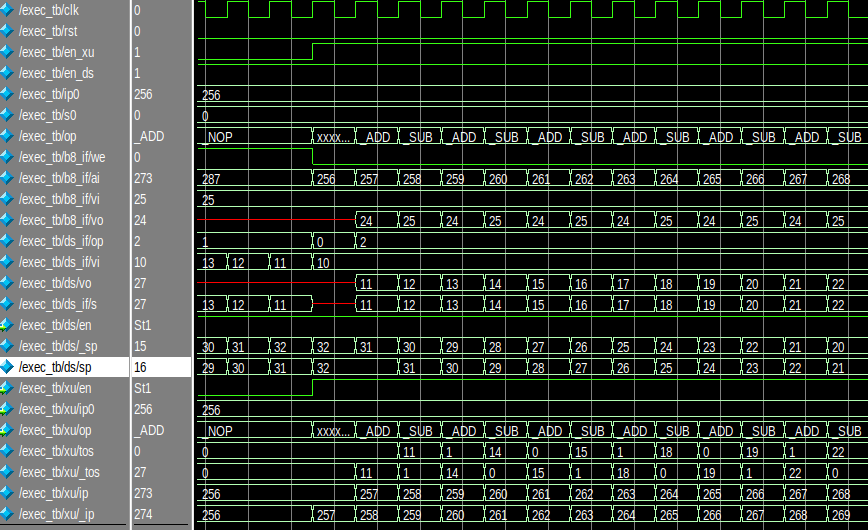 /exec_tb/clk 0
/exec_tb/rst 0
/exec_tb/en_xu 1
/exec_tb/en_ds 1
/exec_tb/ip0 256 256
/exec_tb/s0 0 0
/exec_tb/op _ADD _NOP xxxx... _ADD _SUB _ADD _SUB _ADD _SUB _ADD _SUB _ADD _SUB _ADD _SUB
/exec_tb/b8_if/we 0
/exec_tb/b8_if/ai 273 287 256 257 258 259 260 261 262 263 264 265 266 267 268
/exec_tb/b8_if/vi 25 25
/exec_tb/b8_if/vo 24 24 25 24 25 24 25 24 25 24 25 24 25
/exec_tb/ds_if/op 2 1 0 2
/exec_tb/ds_if/vi 10 13 12 11 10
/exec_tb/ds/vo 27 11 12 13 14 15 16 17 18 19 20 21 22
/exec_tb/ds_if/s 27 13 12 11 11 12 13 14 15 16 17 18 19 20 21 22
/exec_tb/ds/en St1
/exec_tb/ds/_sp 15 30 31 32 32 31 30 29 28 27 26 25 24 23 22 21 20
/exec_tb/ds/sp 16 29 30 31 32 31 30 29 28 27 26 25 24 23 22 21
/exec_tb/xu/en St1
/exec_tb/xu/ip0 256 256
/exec_tb/xu/op _ADD _NOP xxxx... _ADD _SUB _ADD _SUB _ADD _SUB _ADD _SUB _ADD _SUB _ADD _SUB
/exec_tb/xu/tos 0 0 11 1 14 0 15 1 18 0 19 1 22
/exec_tb/xu/_tos 27 0 11 1 14 0 15 1 18 0 19 1 22 0
/exec_tb/xu/ip 273 256 257 258 259 260 261 262 263 264 265 266 267 268
/exec_tb/xu/_ip 274 256 257 258 259 260 261 262 263 264 265 266 267 268 269